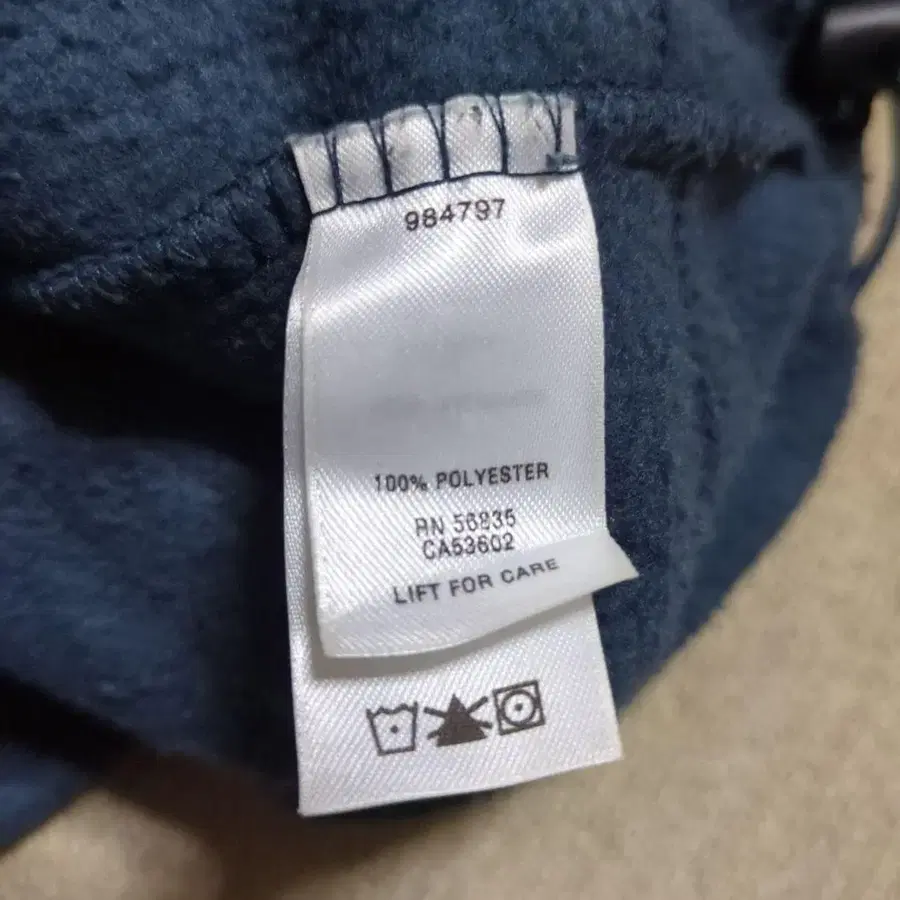 984797
100% POLYESTER
RN 56835
CA53602
LIFT FOR CARE